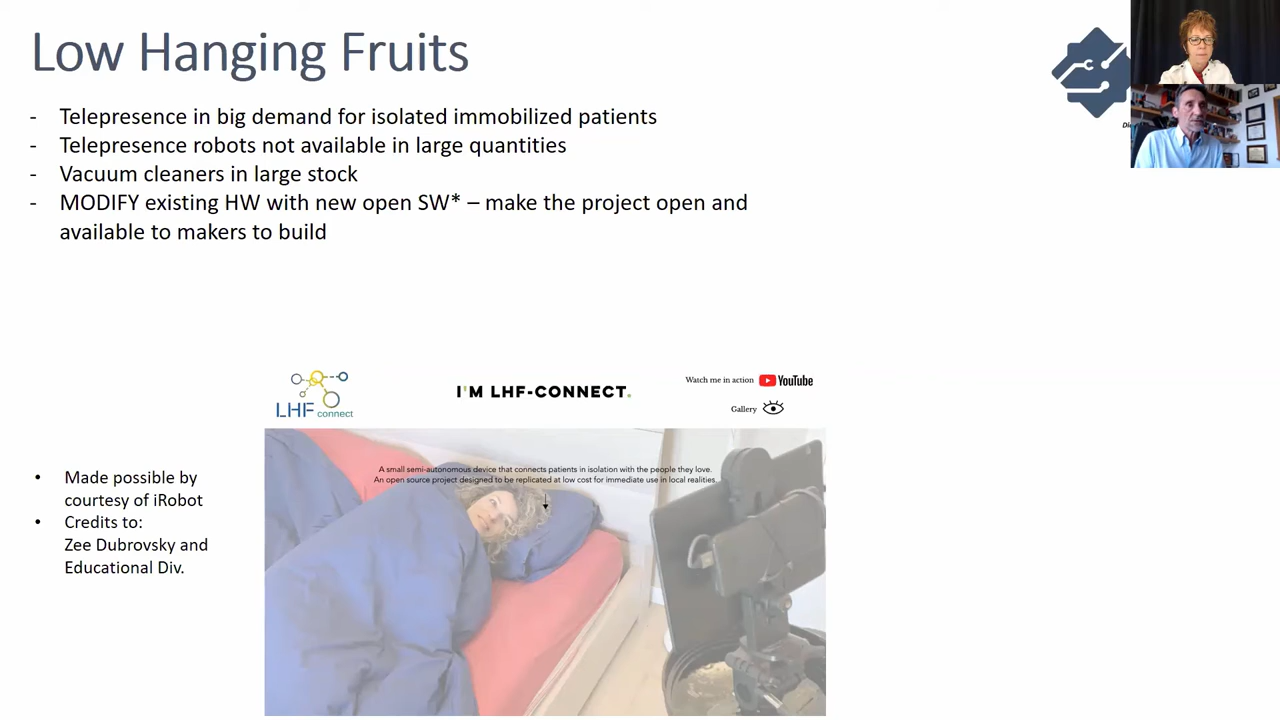 Low Hanging Fruits
- Telepresence in big demand for isolated immobilized patients
- Telepresence robots not available in large quantities
- Vacuum cleaners in large stock
- MODIFY existing HW with new open SW* – make the project open and
available to makers to build
LHF connect
I'M LHF-CONNECT.
Watch me in action YouTube
Gallery
A small semi-autonomous device that connects patients in isolation with the people they love.
An open source project designed to be replicated at low cost for immediate use in local realities.
• Made possible by
courtesy of iRobot
• Credits to:
Zee Dubrovsky and
Educational Div.